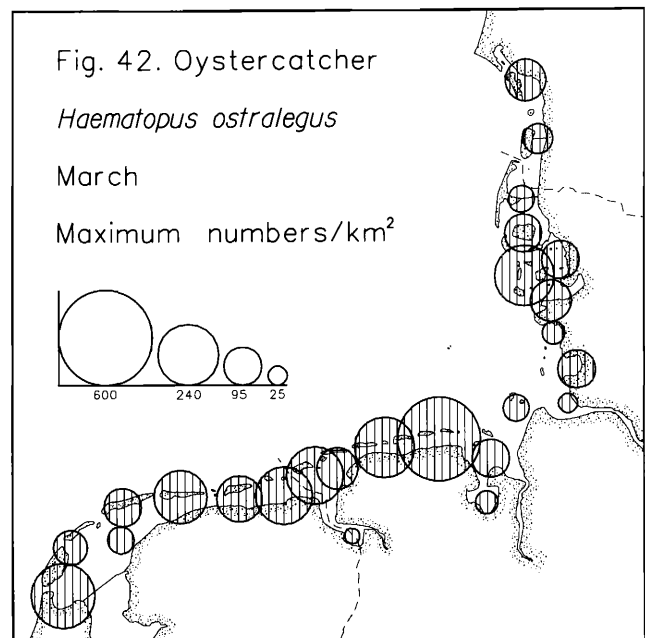 Fig. 42. Oystercatcher
Haematopus ostralegus
March
Maximum numbers/km²
600 240 95 25